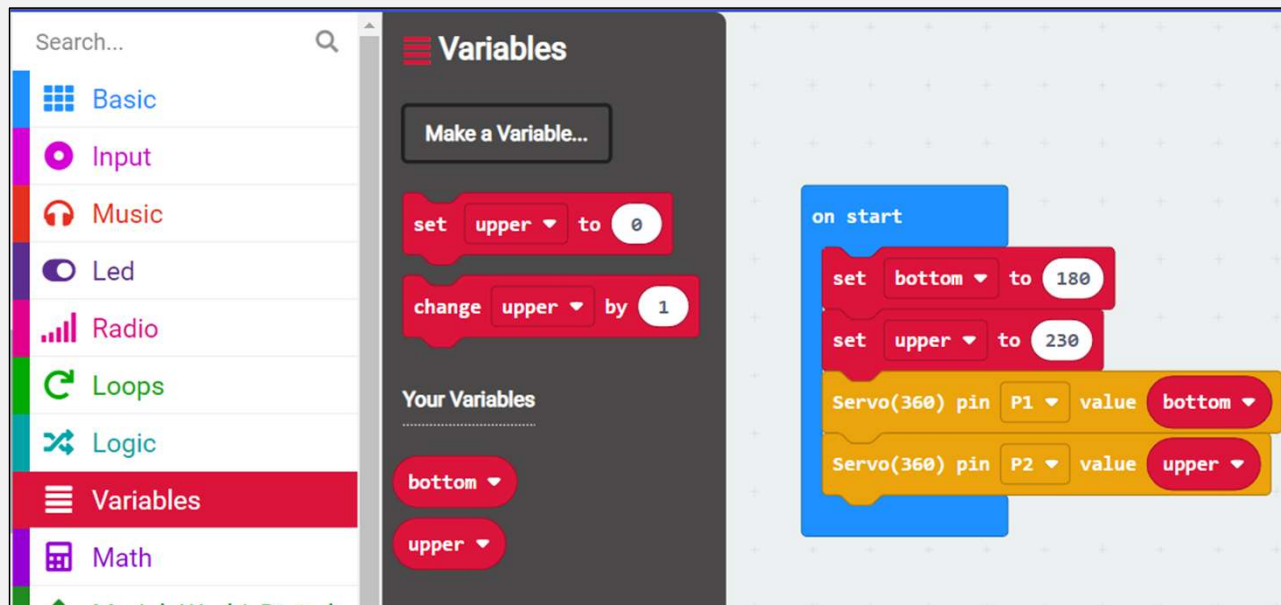 Search...
Basic
Input
Music
Led
Radio
Loops
Logic
Variables
Math
Variables
Make a Variable...
set upper to 0
change upper by 1
Your Variables
bottom
upper
on start
set bottom to 180
set upper to 230
Servo(360) pin P1 value bottom
Servo(360) pin P2 value upper